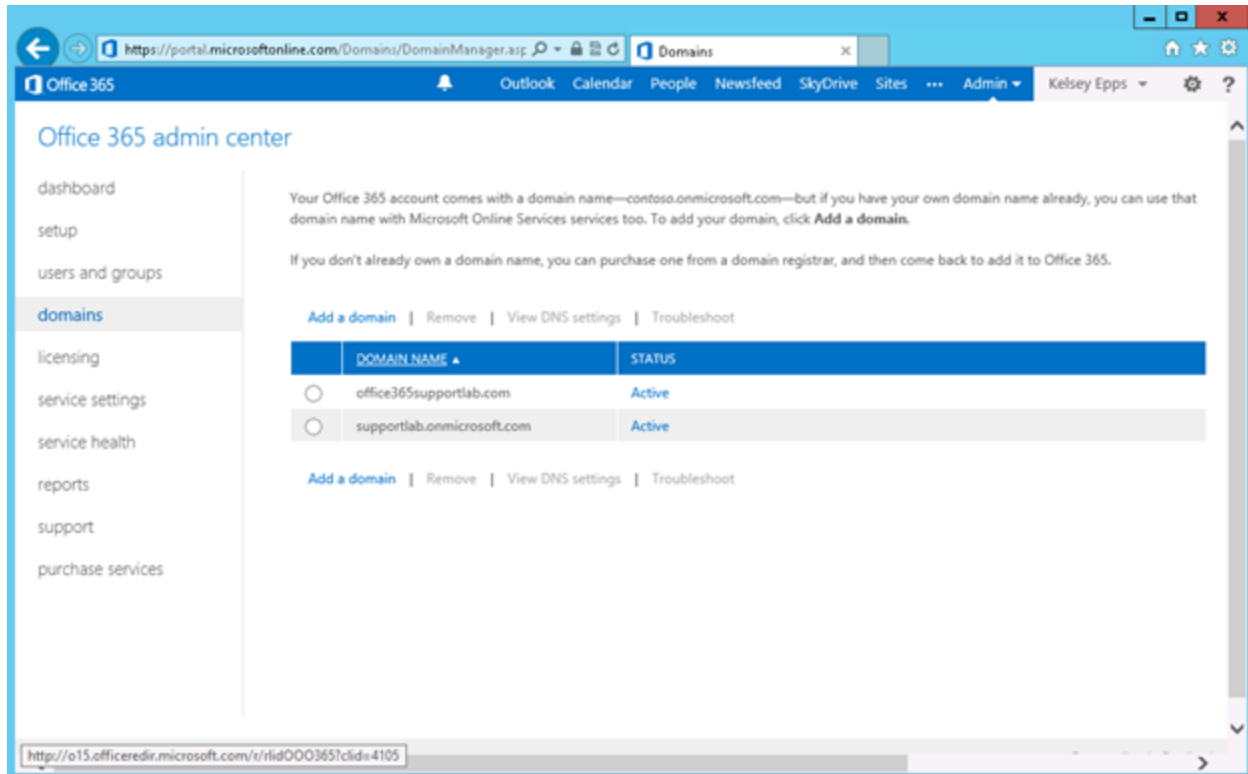 https://portal.microsoftonline.com/Domains/DomainManager.asp
Domains
Office 365
Outlook Calendar People Newsfeed SkyDrive Sites ••• Admin Kelsey Epps ?
Office 365 admin center
dashboard
setup
users and groups
domains
licensing
service settings
service health
reports
support
purchase services
Your Office 365 account comes with a domain name—contoso.onmicrosoft.com—but if you have your own domain name already, you can use that
domain name with Microsoft Online Services services too. To add your domain, click Add a domain.
If you don't already own a domain name, you can purchase one from a domain registrar, and then come back to add it to Office 365.
Add a domain | Remove | View DNS settings | Troubleshoot
DOMAIN NAME STATUS
office365supportlab.com Active
supportlab.onmicrosoft.com Active
Add a domain | Remove | View DNS settings | Troubleshoot
http://o15.officeredir.microsoft.com/r/rlidOOO365?clid=4105